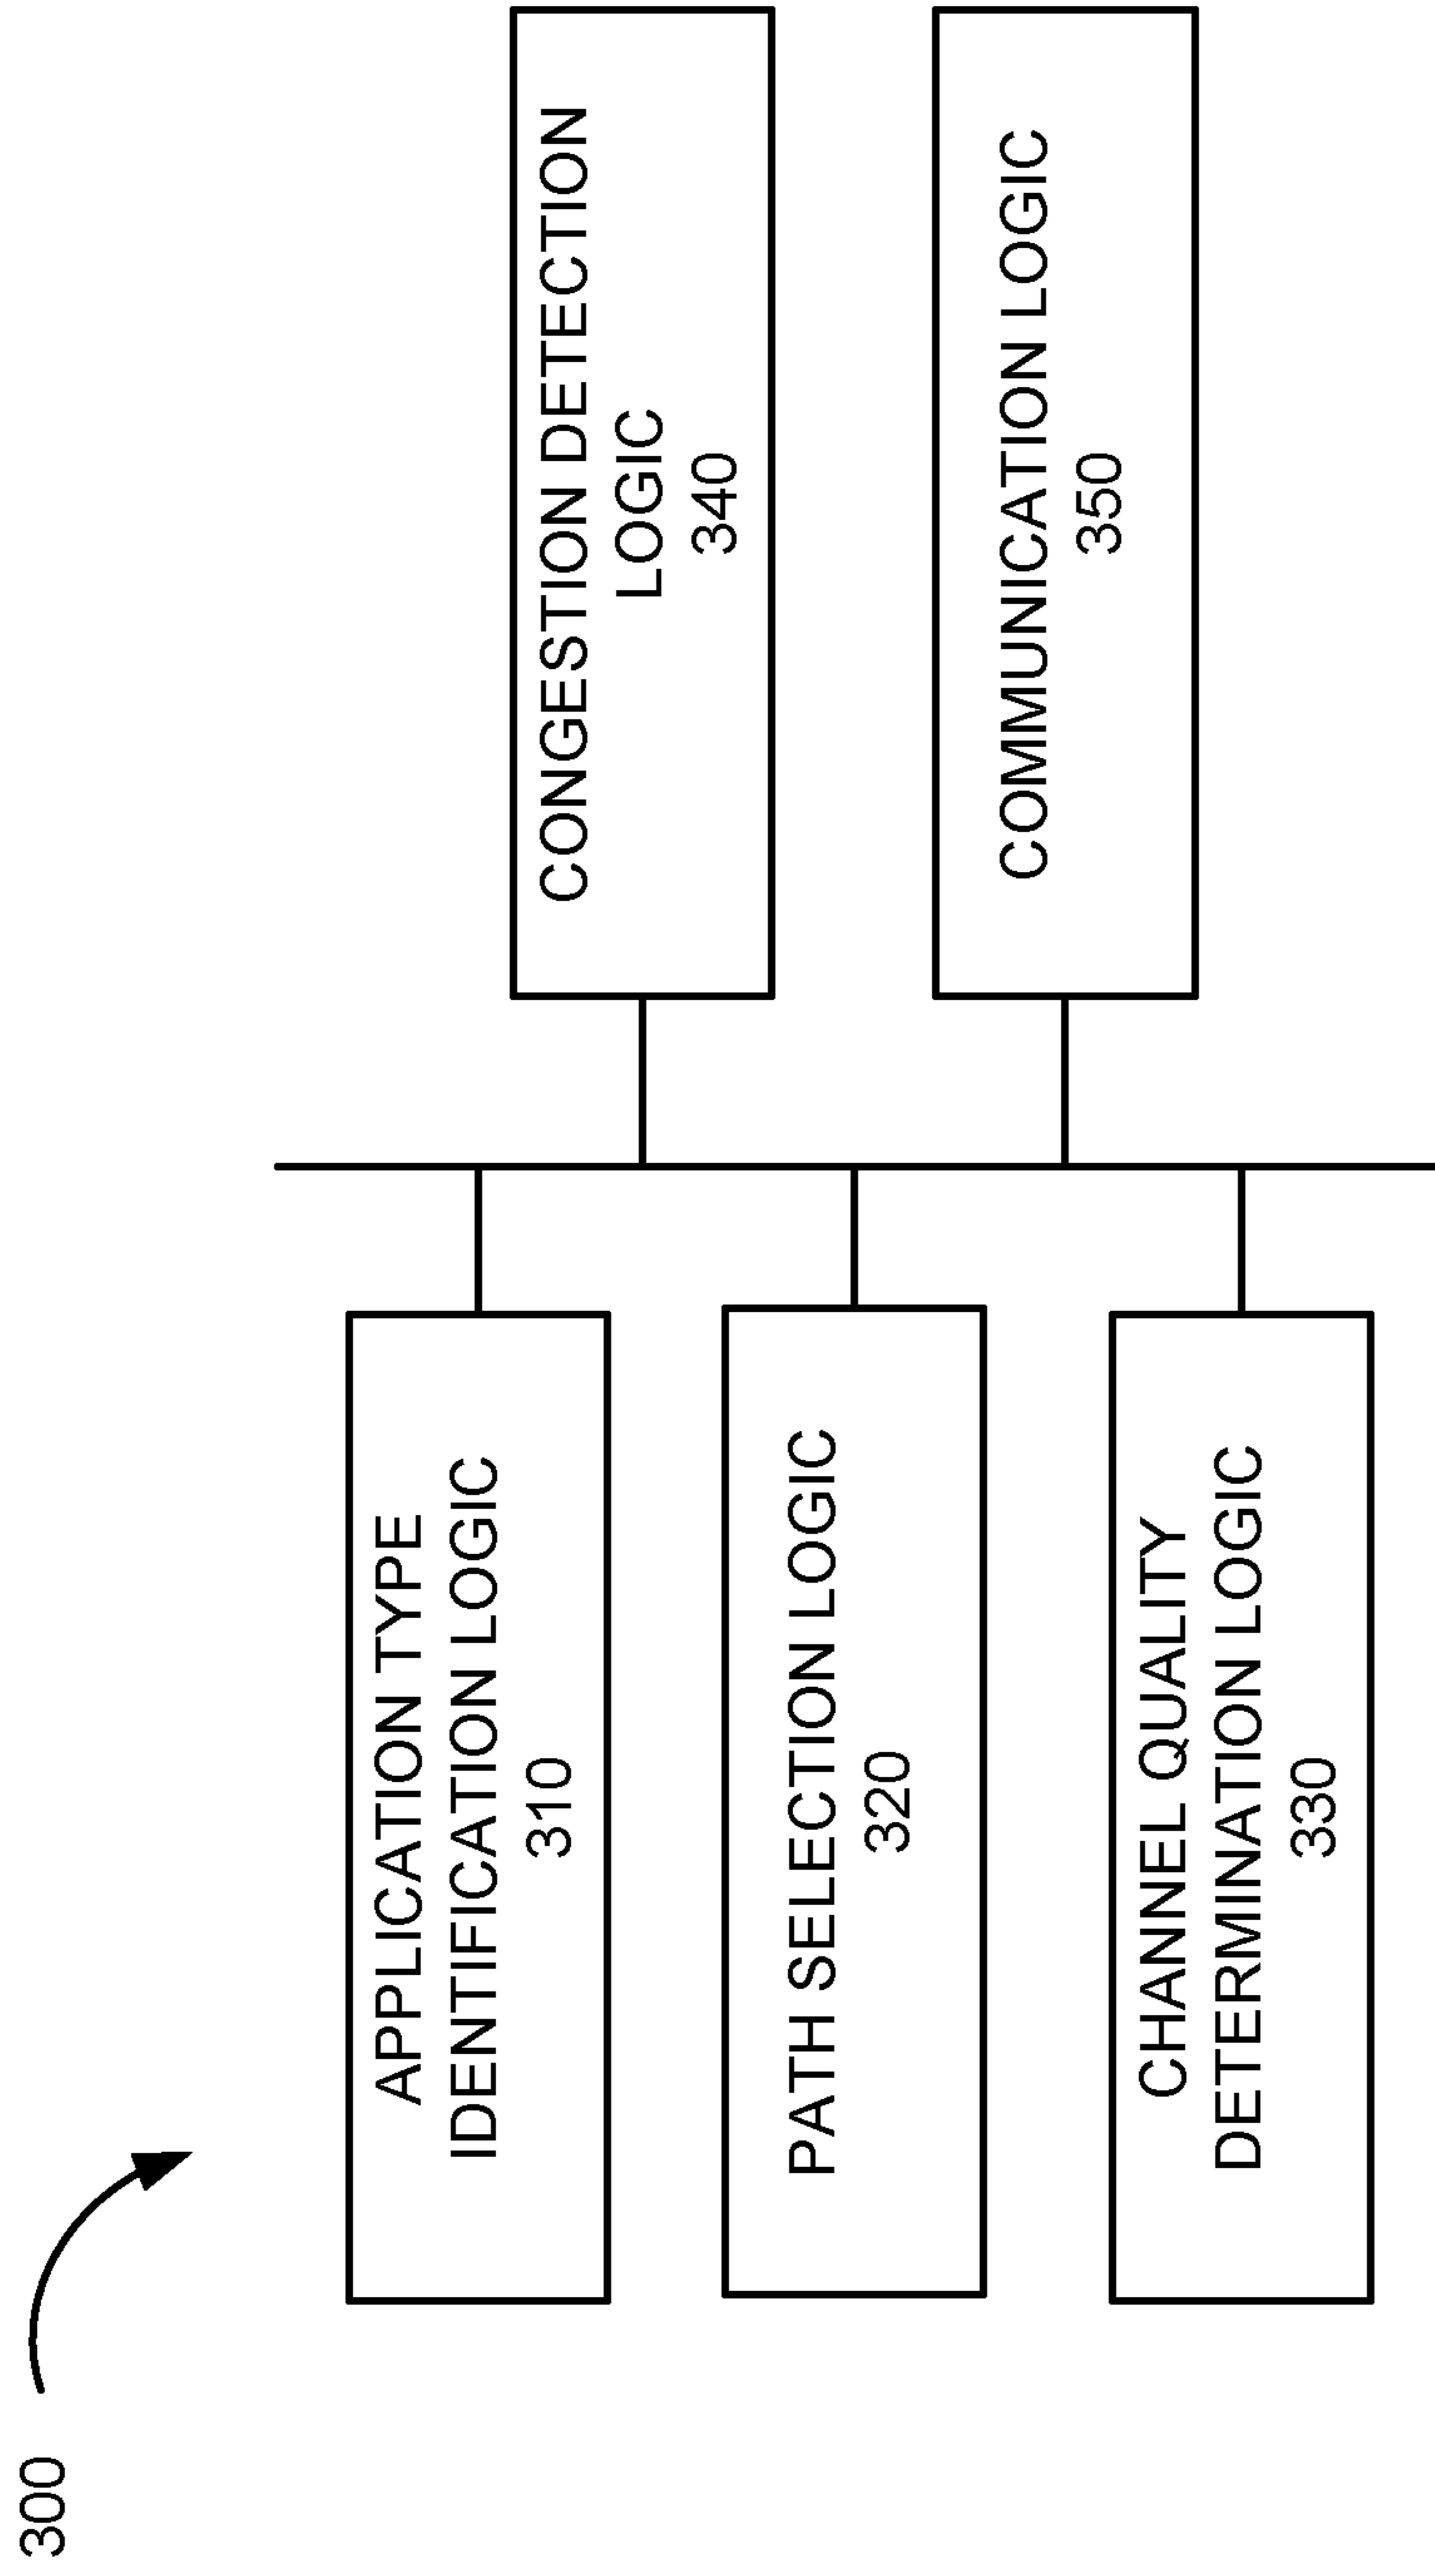 300
APPLICATION TYPE
IDENTIFICATION LOGIC
310
PATH SELECTION LOGIC
320
CHANNEL QUALITY
DETERMINATION LOGIC
330
CONGESTION DETECTION
LOGIC
340
COMMUNICATION LOGIC
350